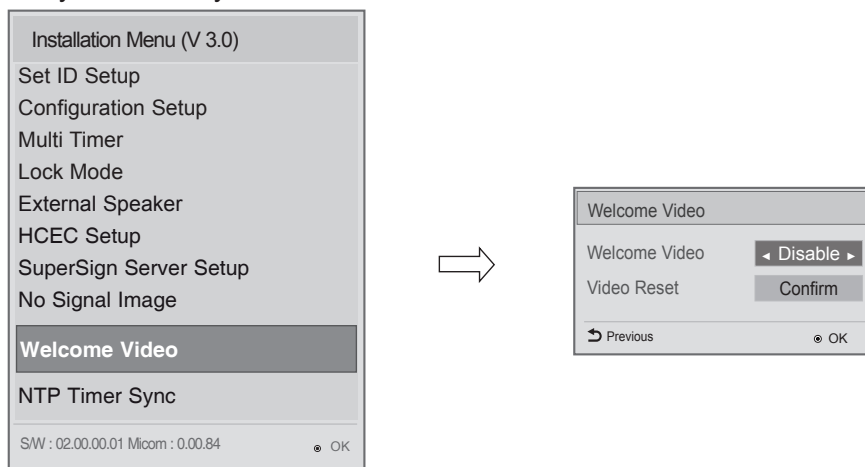 Installation Menu (V 3.0)
Set ID Setup
Configuration Setup
Multi Timer
Lock Mode
External Speaker
HCEC Setup
SuperSign Server Setup
No Signal Image
Welcome Video
NTP Timer Sync
S/W : 02.00.00.01 Micom : 0.00.84 ◉ OK
Welcome Video
Welcome Video ◂ Disable ▸
Video Reset Confirm
⮌ Previous ◉ OK